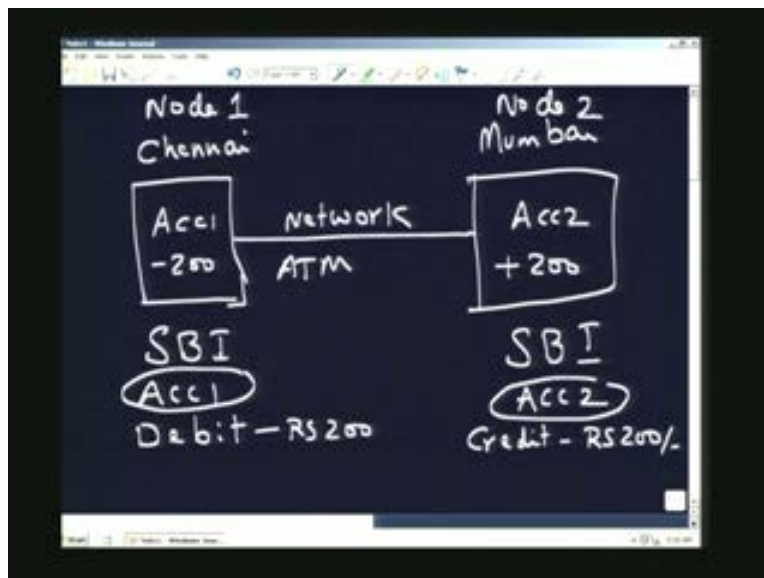 Node 1
Node 2
Chennai
Mumbai
Acc1
Network
Acc2
-200
ATM
+200
SBI
SBI
Acc1
Acc2
Debit - RS 200
Credit - RS 200/-